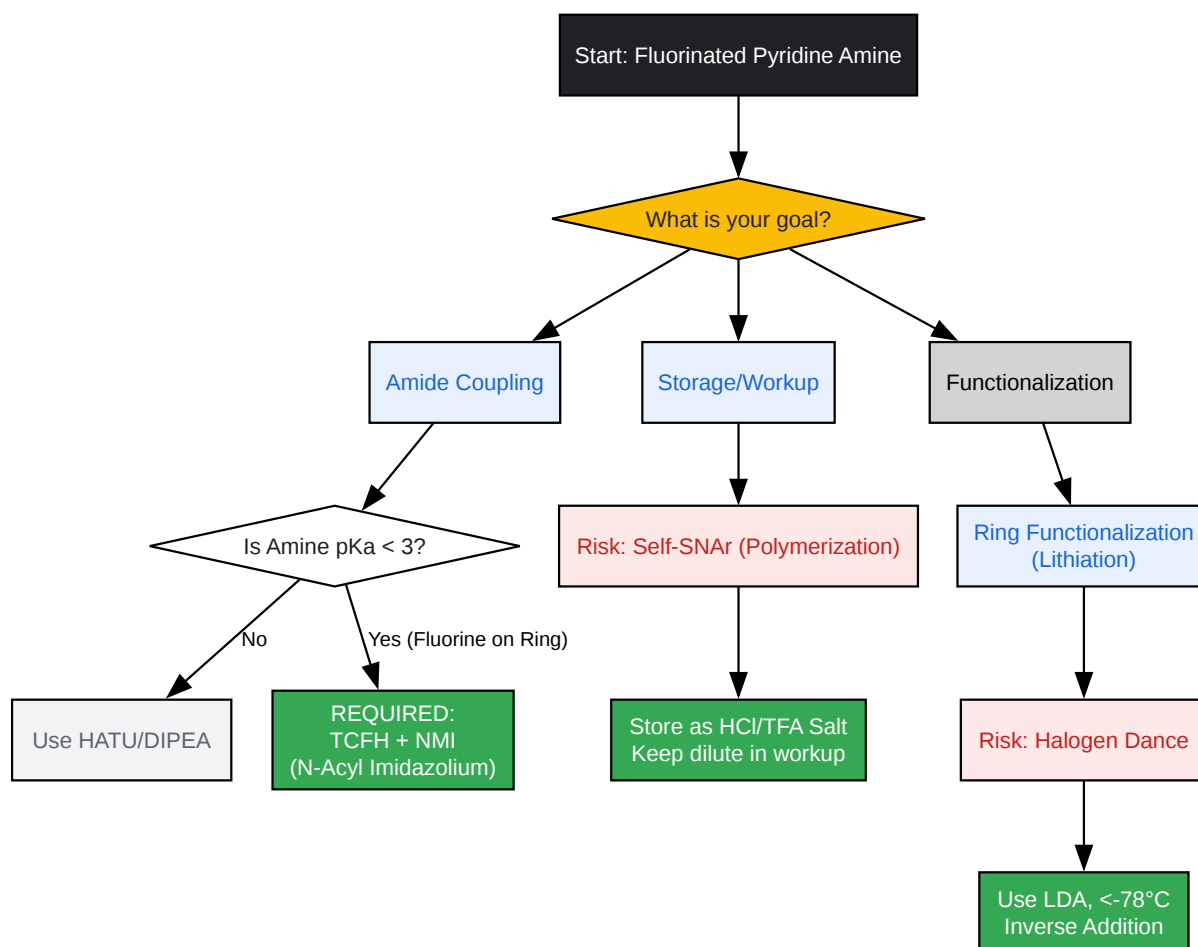 Start: Fluorinated Pyridine Amine
What is your goal?
Amide Coupling
Storage/Workup
Functionalization
Is Amine pKa < 3?
Risk: Self-SNAr (Polymerization)
Ring Functionalization
(Lithiation)
No
Yes (Fluorine on Ring)
Use HATU/DIPEA
REQUIRED:
TCFH + NMI
(N-Acyl Imidazolium)
Store as HCl/TFA Salt
Keep dilute in workup
Risk: Halogen Dance
Use LDA, <-78°C
Inverse Addition